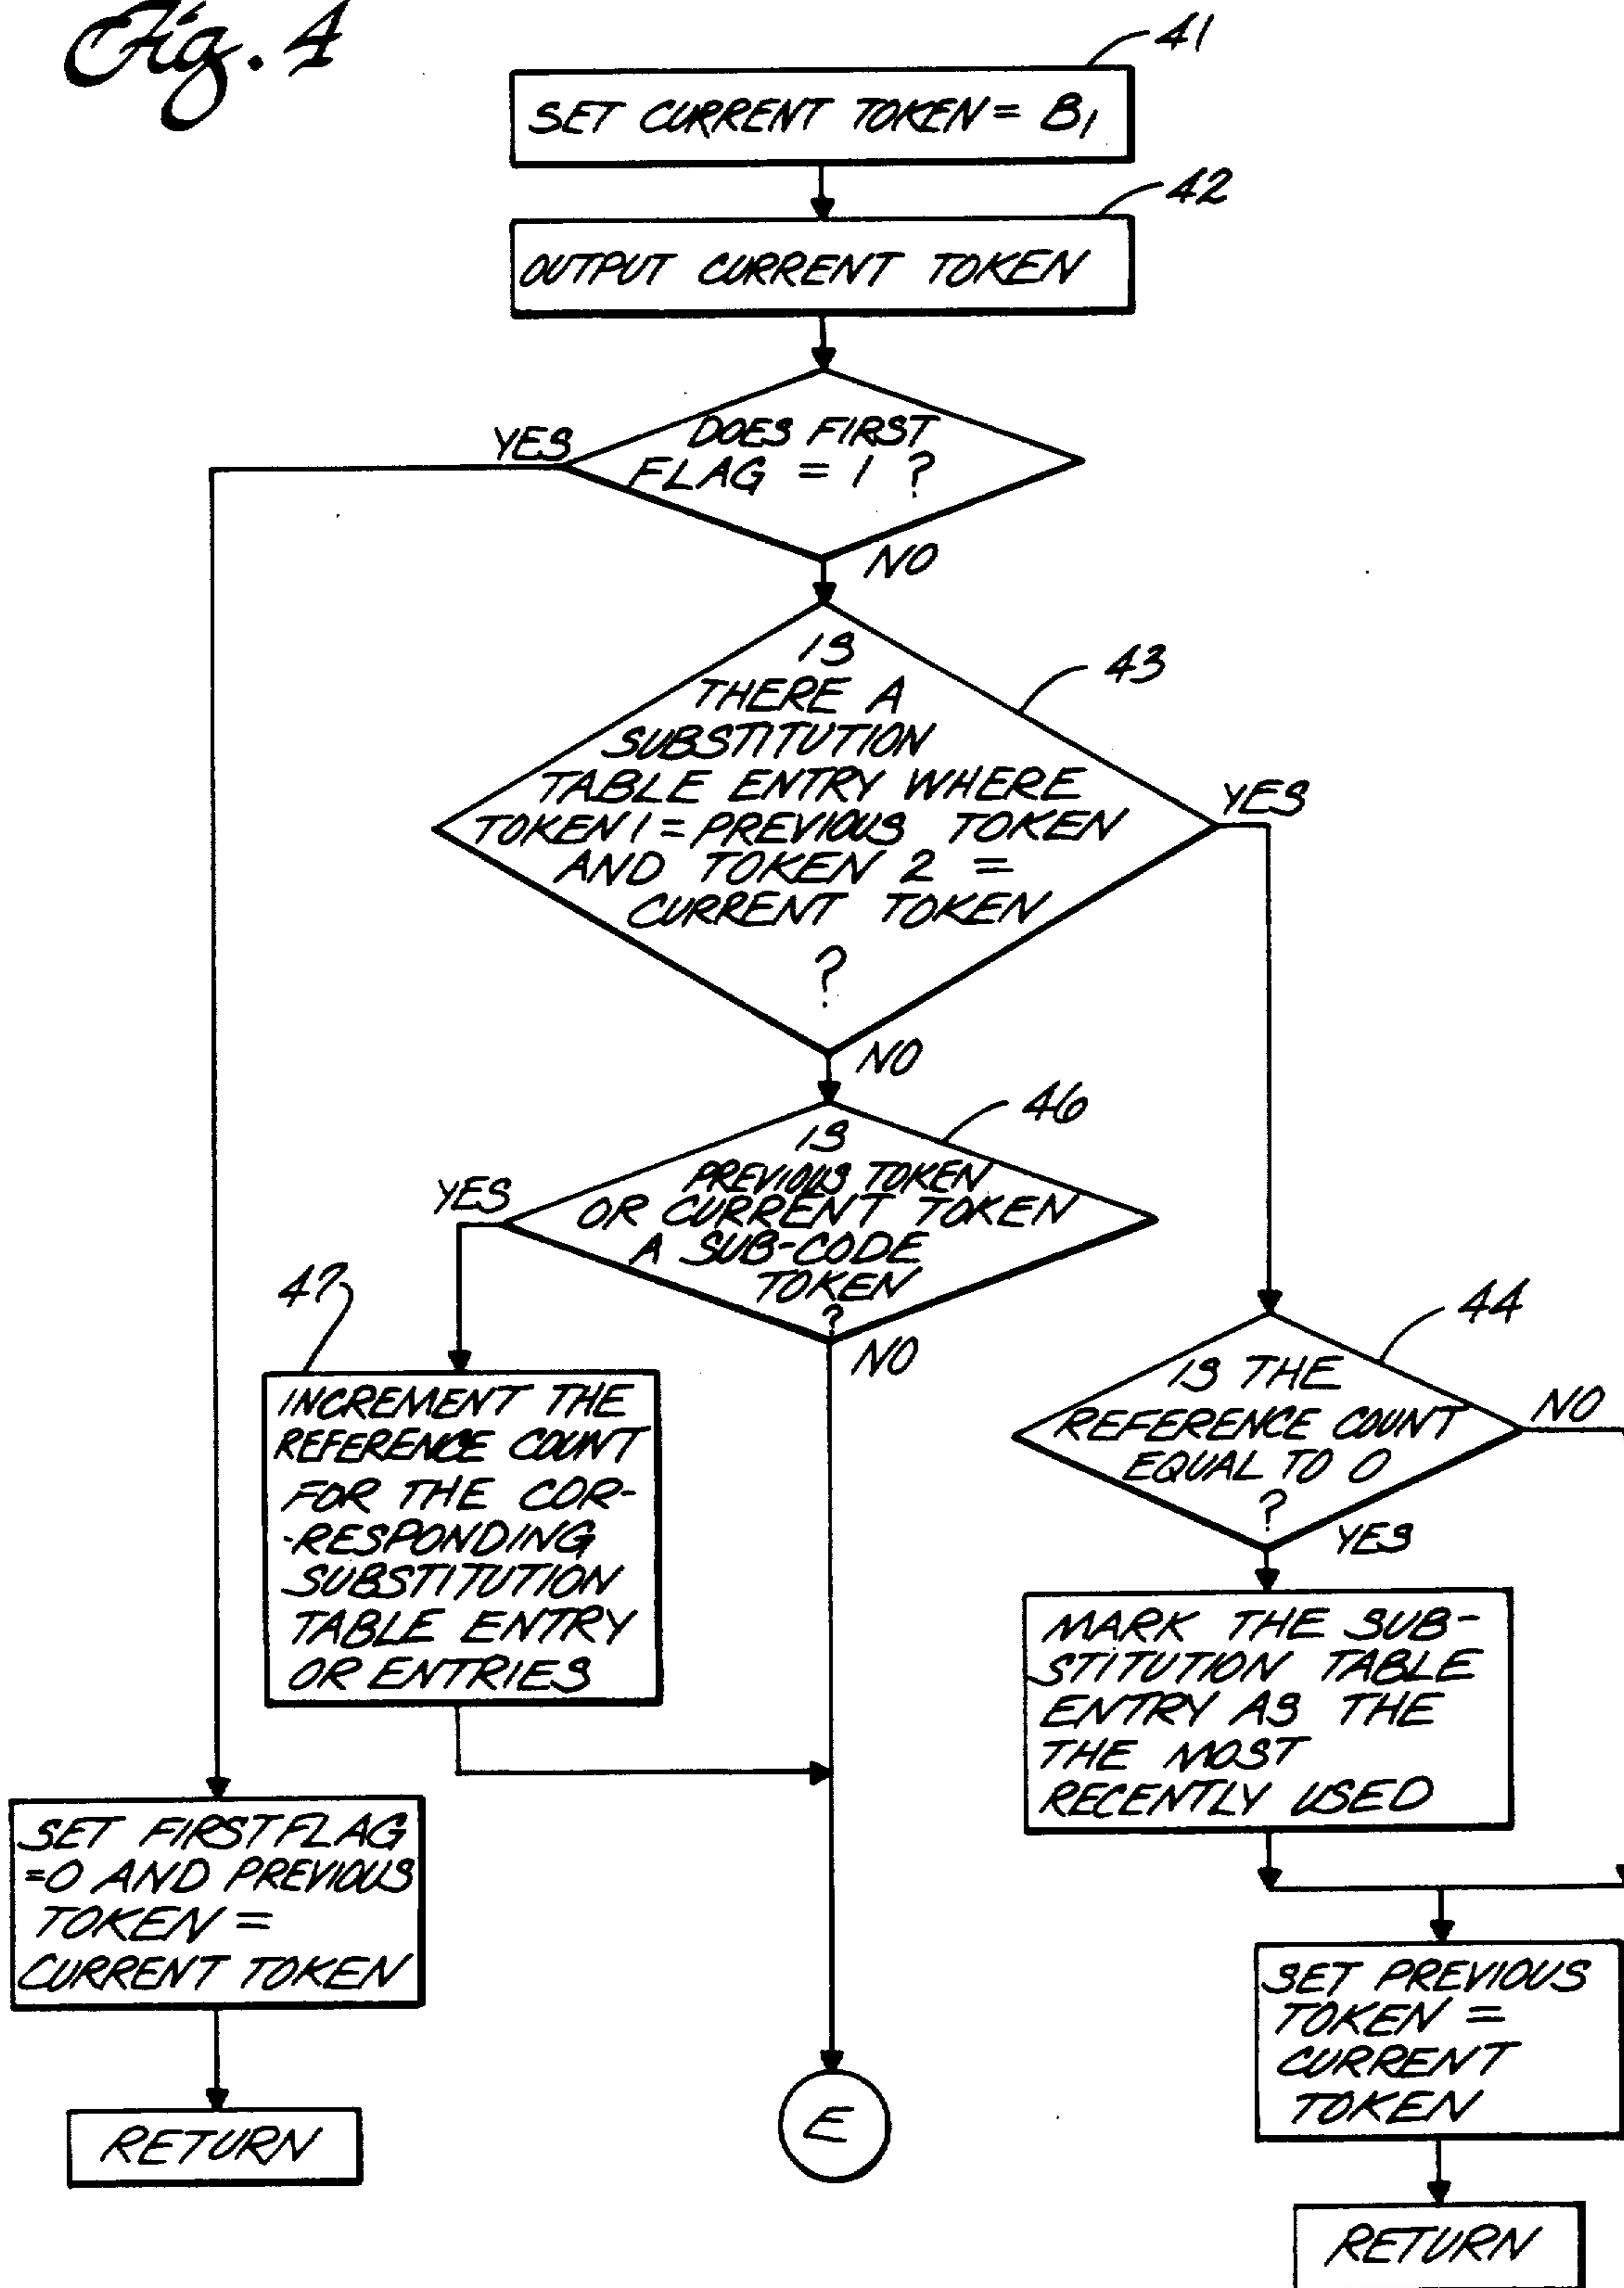 Fig. 4
41
SET CURRENT TOKEN = B1
42
OUTPUT CURRENT TOKEN
DOES FIRST
FLAG = 1 ?
YES
NO
43
IS
THERE A
SUBSTITUTION
TABLE ENTRY WHERE
TOKEN 1 = PREVIOUS TOKEN
AND TOKEN 2 =
CURRENT TOKEN
?
YES
NO
46
IS
PREVIOUS TOKEN
OR CURRENT TOKEN
A SUB-CODE
TOKEN
?
YES
NO
47
INCREMENT THE
REFERENCE COUNT
FOR THE COR-
-RESPONDING
SUBSTITUTION
TABLE ENTRY
OR ENTRIES
44
IS THE
REFERENCE COUNT
EQUAL TO 0
?
NO
YES
MARK THE SUB-
STITUTION TABLE
ENTRY AS THE
THE MOST
RECENTLY USED
SET FIRSTFLAG
=0 AND PREVIOUS
TOKEN =
CURRENT TOKEN
RETURN
E
SET PREVIOUS
TOKEN =
CURRENT
TOKEN
RETURN